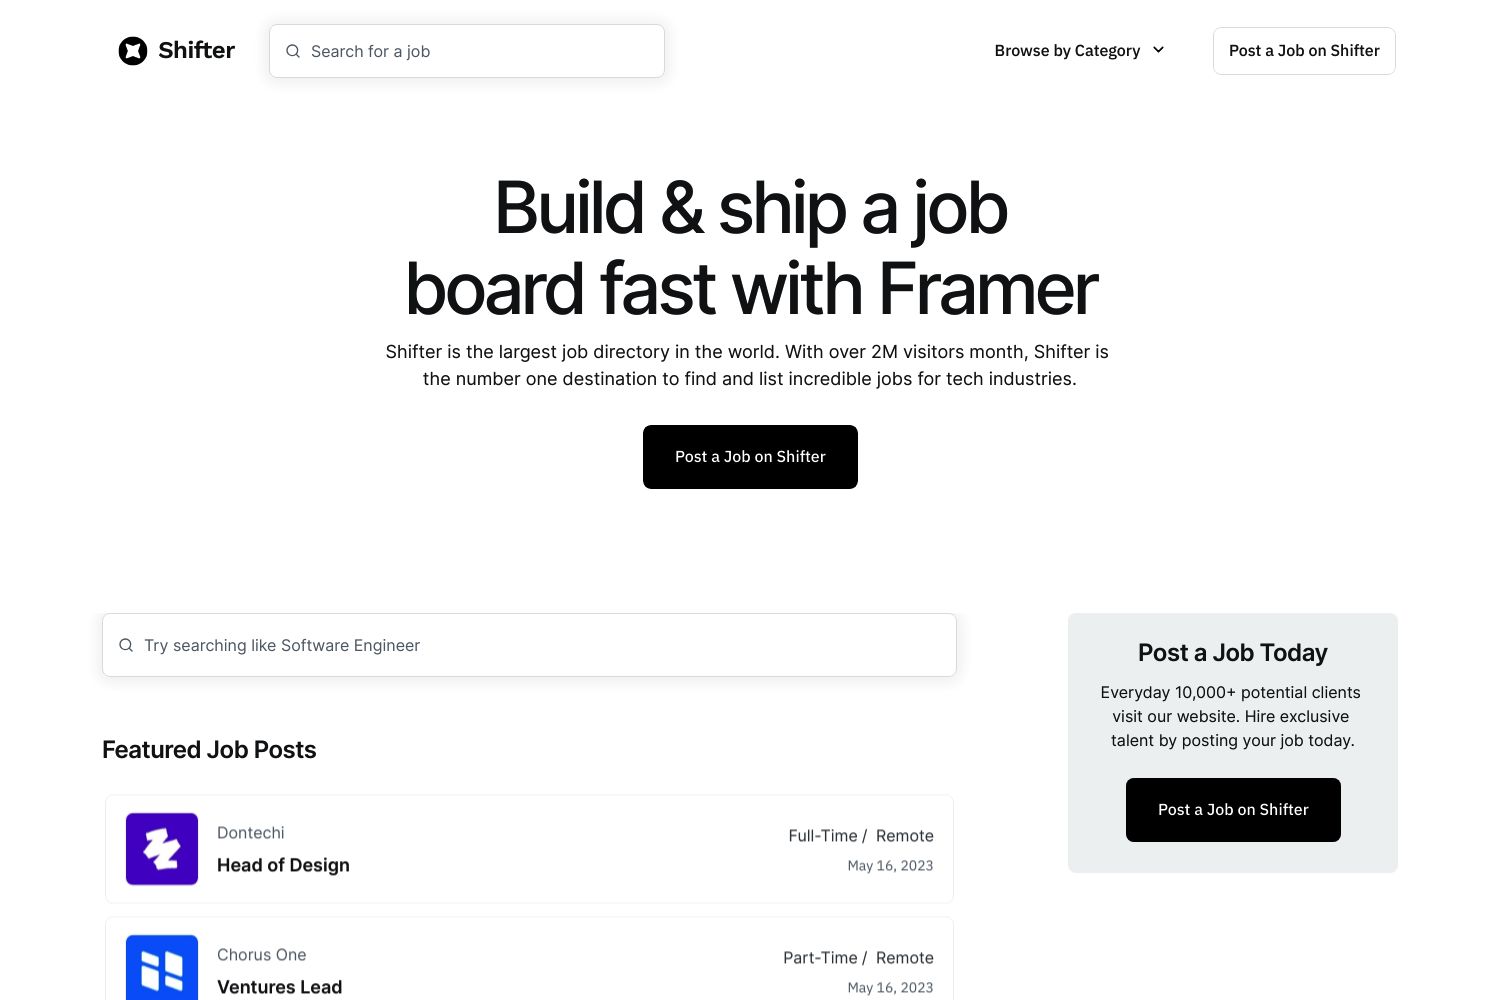 Shifter
Search for a job
Browse by Category
Post a Job on Shifter
Build & ship a job
board fast with Framer
Shifter is the largest job directory in the world. With over 2M visitors month, Shifter is
the number one destination to find and list incredible jobs for tech industries.
Post a Job on Shifter
Try searching like Software Engineer
Featured Job Posts
Dontechi
Head of Design
Full-Time / Remote
May 16, 2023
Chorus One
Ventures Lead
Part-Time / Remote
May 16, 2023
Post a Job Today
Everyday 10,000+ potential clients
visit our website. Hire exclusive
talent by posting your job today.
Post a Job on Shifter